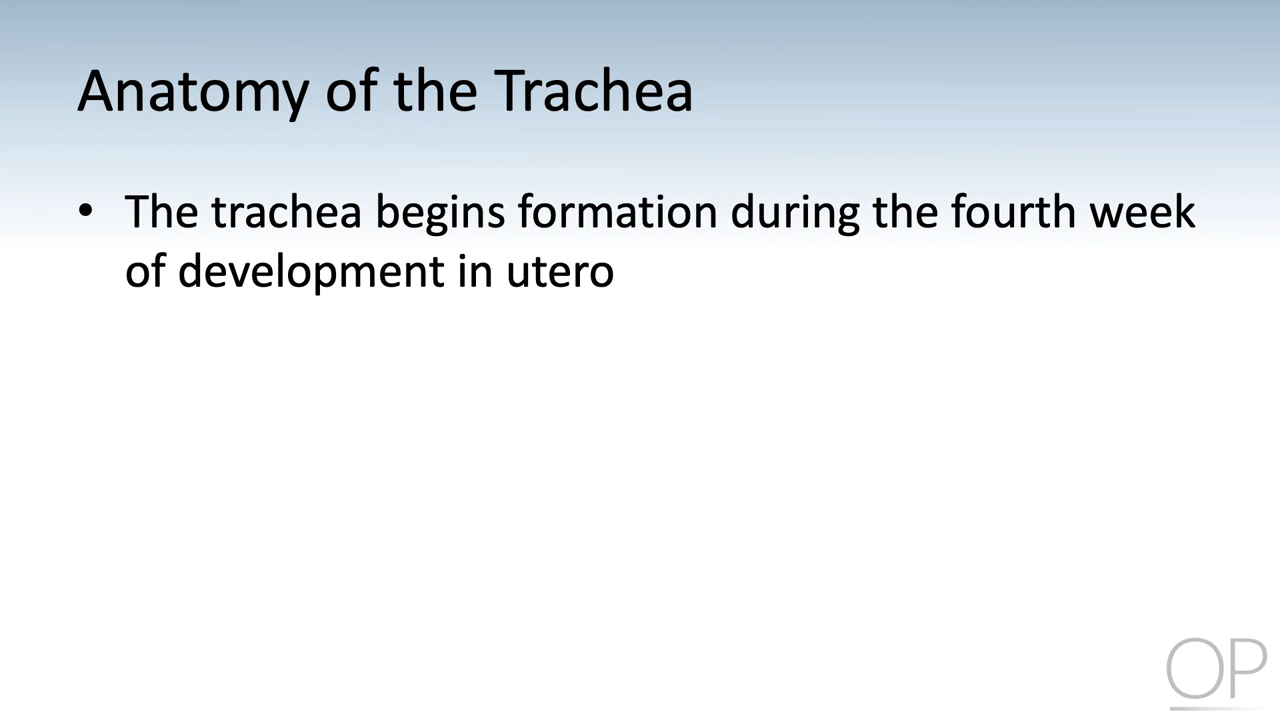 Anatomy of the Trachea
• The trachea begins formation during the fourth week
of development in utero
OP